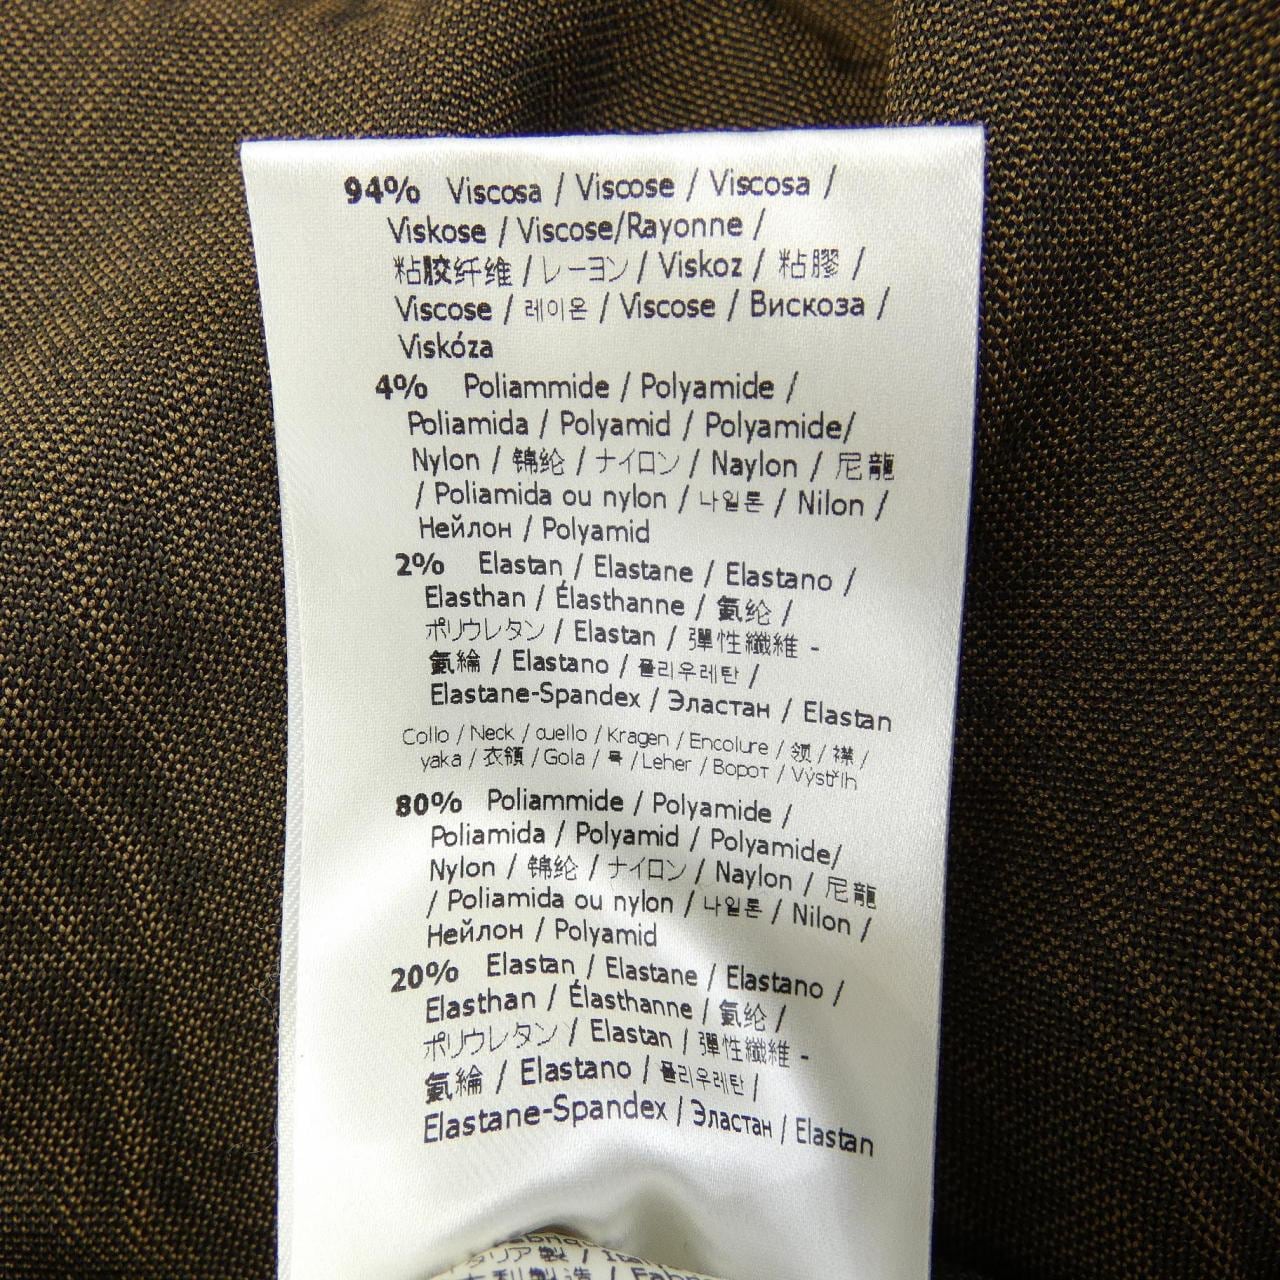 94% Viscosa / Viscose / Viscosa /
Viskose / Viscose/Rayonne /
粘胶纤维 / レーヨン / Viskoz / 粘膠 /
Viscose / 레이온 / Viscose / Вискоза /
Viskóza
4% Poliammide / Polyamide /
Poliamida / Polyamid / Polyamide/
Nylon / 锦纶 / ナイロン / Naylon / 尼龍
/ Poliamida ou nylon / 나일론 / Nilon /
Нейлон / Polyamid
2% Elastan / Elastane / Elastano /
Elasthan / Élasthanne / 氨纶 /
ポリウレタン / Elastan / 彈性纖維 -
氨綸 / Elastano / 폴리우레탄 /
Elastane-Spandex / Эластан / Elastan
Collo / Neck / cuello / Kragen / Encolure / 领 / 襟 /
yaka / 衣領 / Gola / 목 / Leher / Ворот / Výstřih
80% Poliammide / Polyamide /
Poliamida / Polyamid / Polyamide/
Nylon / 锦纶 / ナイロン / Naylon / 尼龍
/ Poliamida ou nylon / 나일론 / Nilon /
Нейлон / Polyamid
20% Elastan / Elastane / Elastano /
Elasthan / Élasthanne / 氨纶 /
ポリウレタン / Elastan / 彈性纖維 -
氨綸 / Elastano / 폴리우레탄 /
Elastane-Spandex / Эластан / Elastan